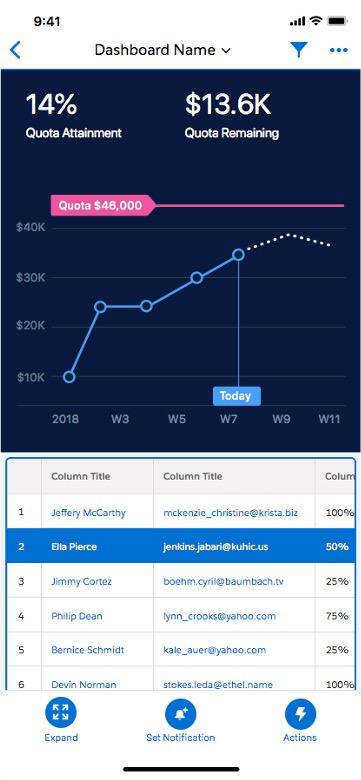 9:41
Dashboard Name
14%
$13.6K
Quota Attainment
Quota Remaining
Quota $46,000
$40K
$30K
$20K
$10K
Today
2018 W3 W5 W7 W9 W11
Column Title Column Title Colum
1 Jeffery McCarthy mckenzie_christine@krista.biz 100%
2 Ella Pierce jenkins.jabari@kuhic.us 50%
3 Jimmy Cortez boehm.cyril@baumbach.tv 25%
4 Philip Dean lynn_crooks@yahoo.com 75%
5 Bernice Schmidt kale_auer@yahoo.com 25%
6 Devin Norman stokes.leda@ethel.name 100%
Expand
Set Notification
Actions